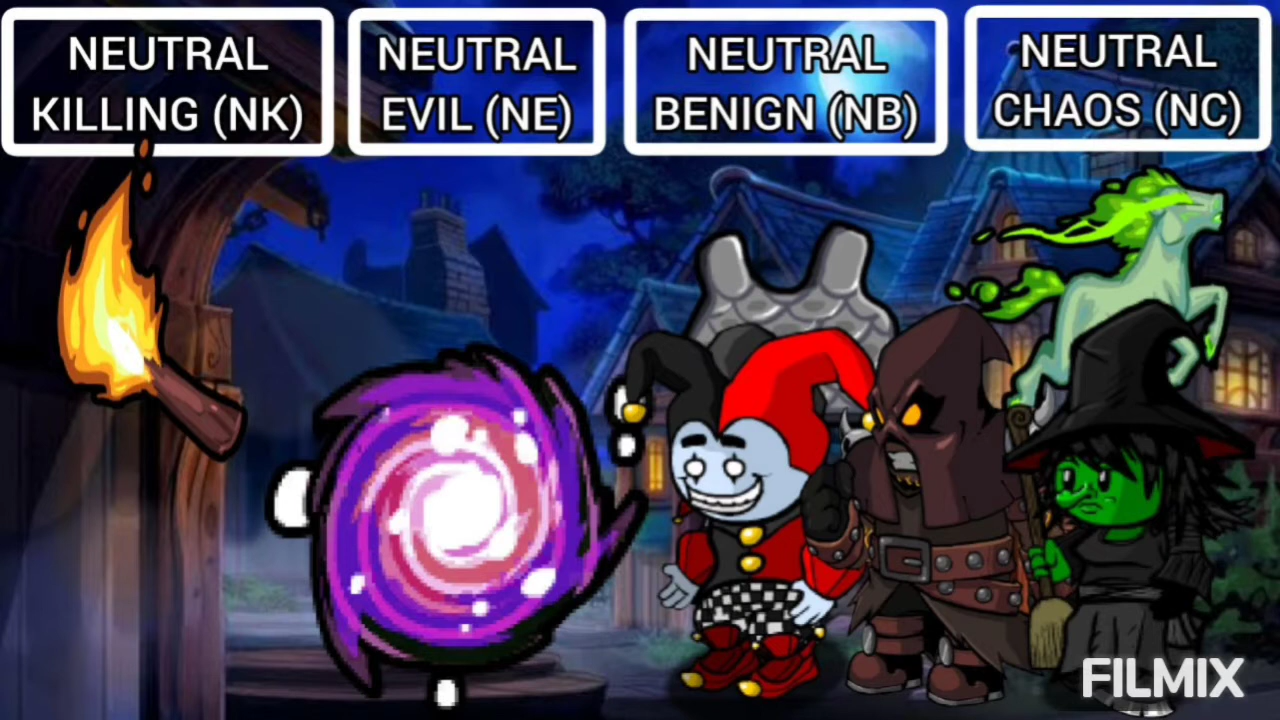 NEUTRAL
KILLING (NK)
NEUTRAL
EVIL (NE)
NEUTRAL
BENIGN (NB)
NEUTRAL
CHAOS (NC)
FILMIX